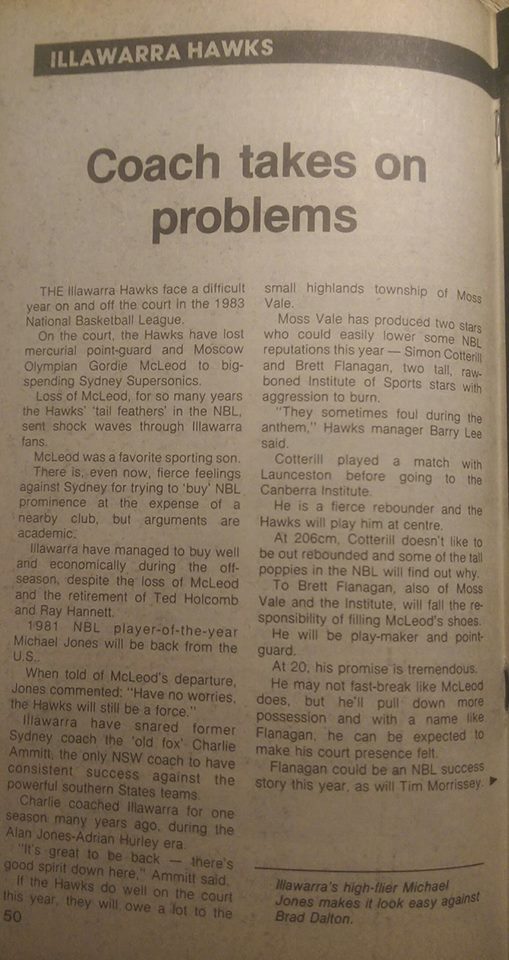 ILLAWARRA HAWKS
Coach takes on
problems
THE Illawarra Hawks face a difficult
year on and off the court in the 1983
National Basketball League.
On the court, the Hawks have lost
mercurial point-guard and Moscow
Olympian Gordie McLeod to big-
spending Sydney Supersonics.
Loss of McLeod, for so many years
the Hawks' 'tail feathers' in the NBL,
sent shock waves through Illawarra
fans.
McLeod was a favorite sporting son.
There is, even now, fierce feelings
against Sydney for trying to 'buy' NBL
prominence at the expense of a
nearby club, but arguments are
academic.
Illawarra have managed to buy well
and economically during the off-
season, despite the loss of McLeod
and the retirement of Ted Holcomb
and Ray Hannett.
1981 NBL player-of-the-year
Michael Jones will be back from the
U.S..
When told of McLeod's departure,
Jones commented: "Have no worries,
the Hawks will still be a force."
Illawarra have snared former
Sydney coach the 'old fox' Charlie
Ammitt, the only NSW coach to have
consistent success against the
powerful southern States teams.
Charlie coached Illawarra for one
season many years ago, during the
Alan Jones-Adrian Hurley era.
"It's great to be back — there's
good spirit down here," Ammitt said.
If the Hawks do well on the court
this year, they will owe a lot to the
50
small highlands township of Moss
Vale.
Moss Vale has produced two stars
who could easily lower some NBL
reputations this year — Simon Cotterill
and Brett Flanagan, two tall, raw-
boned Institute of Sports stars with
aggression to burn.
"They sometimes foul during the
anthem," Hawks manager Barry Lee
said.
Cotterill played a match with
Launceston before going to the
Canberra Institute.
He is a fierce rebounder and the
Hawks will play him at centre.
At 206cm, Cotterill doesn't like to
be out rebounded and some of the tall
poppies in the NBL will find out why.
To Brett Flanagan, also of Moss
Vale and the Institute, will fall the re-
sponsibility of filling McLeod's shoes.
He will be play-maker and point-
guard.
At 20, his promise is tremendous.
He may not fast-break like McLeod
does, but he'll pull down more
possession and with a name like
Flanagan, he can be expected to
make his court presence felt.
Flanagan could be an NBL success
story this year, as will Tim Morrissey. ►
Illawarra's high-flier Michael
Jones makes it look easy against
Brad Dalton.